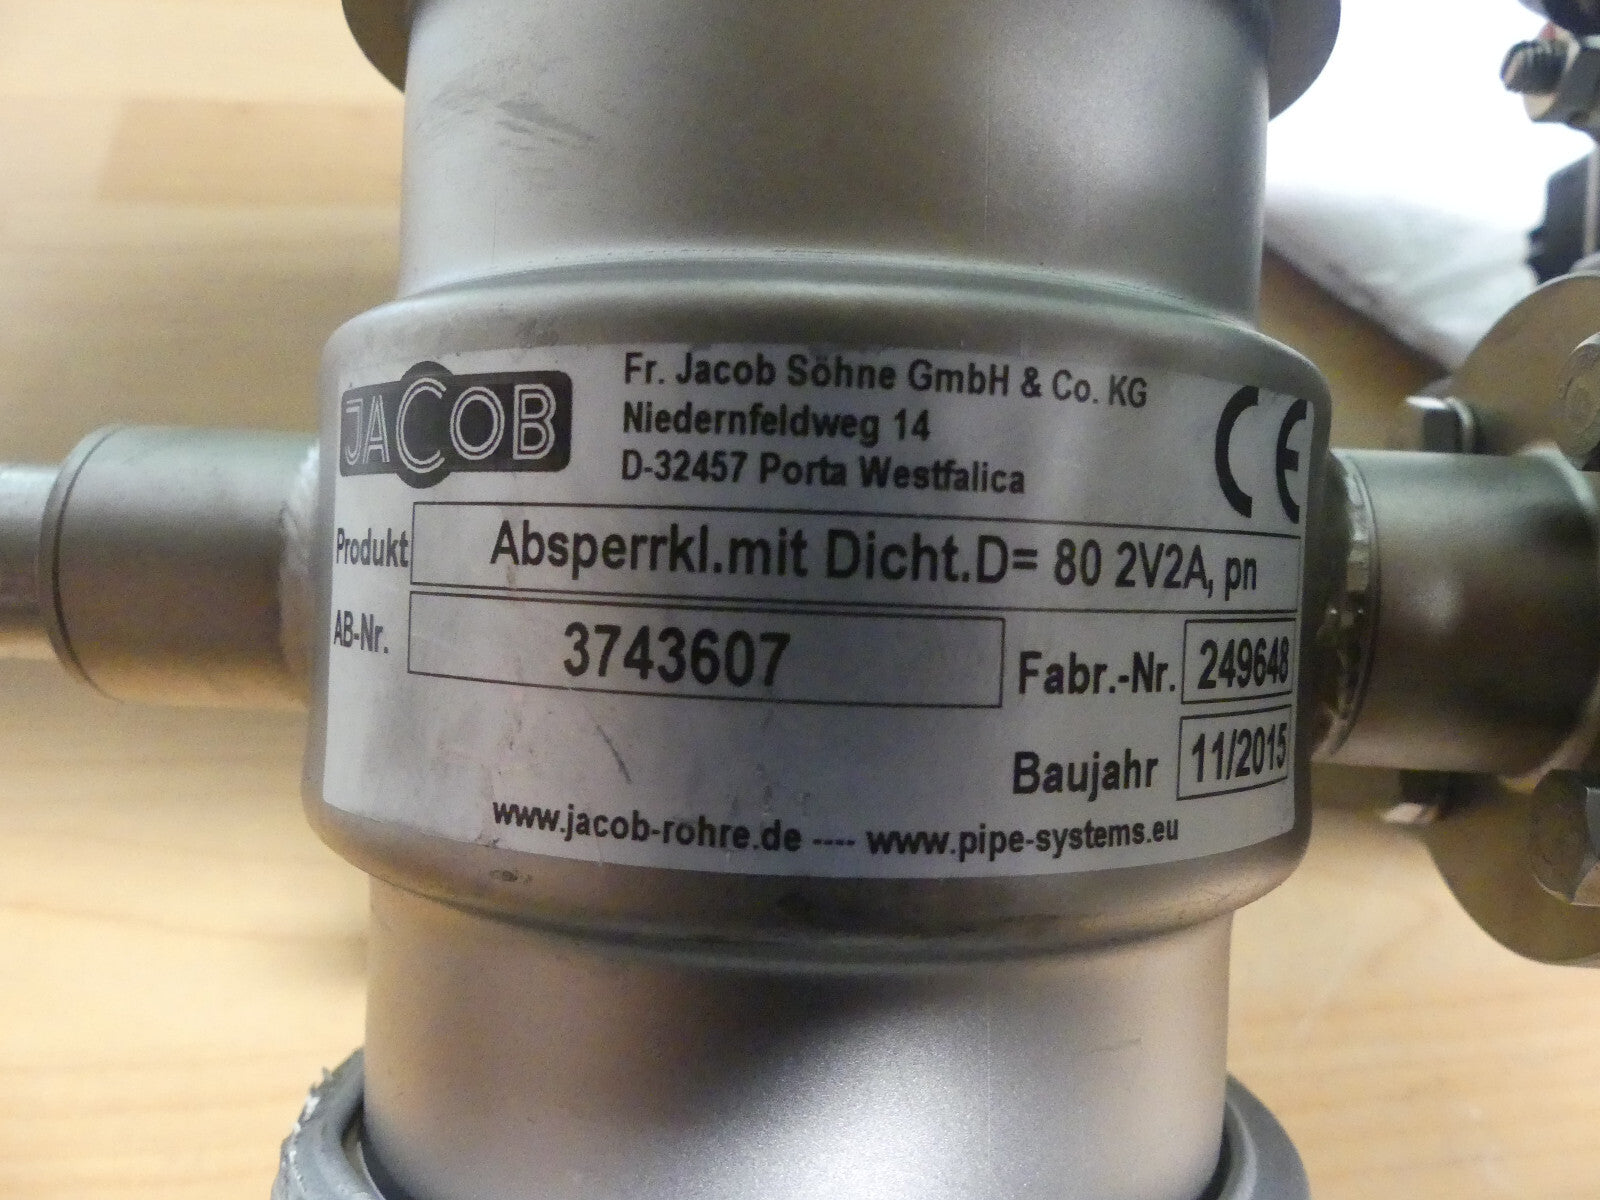 JACOB
Fr. Jacob Söhne GmbH & Co. KG
Niedernfeldweg 14
D-32457 Porta Westfalica
CE
Produkt Absperrkl.mit Dicht.D= 80 2V2A, pn
AB-Nr. 3743607
Fabr.-Nr. 249648
Baujahr 11/2015
www.jacob-rohre.de ---- www.pipe-systems.eu